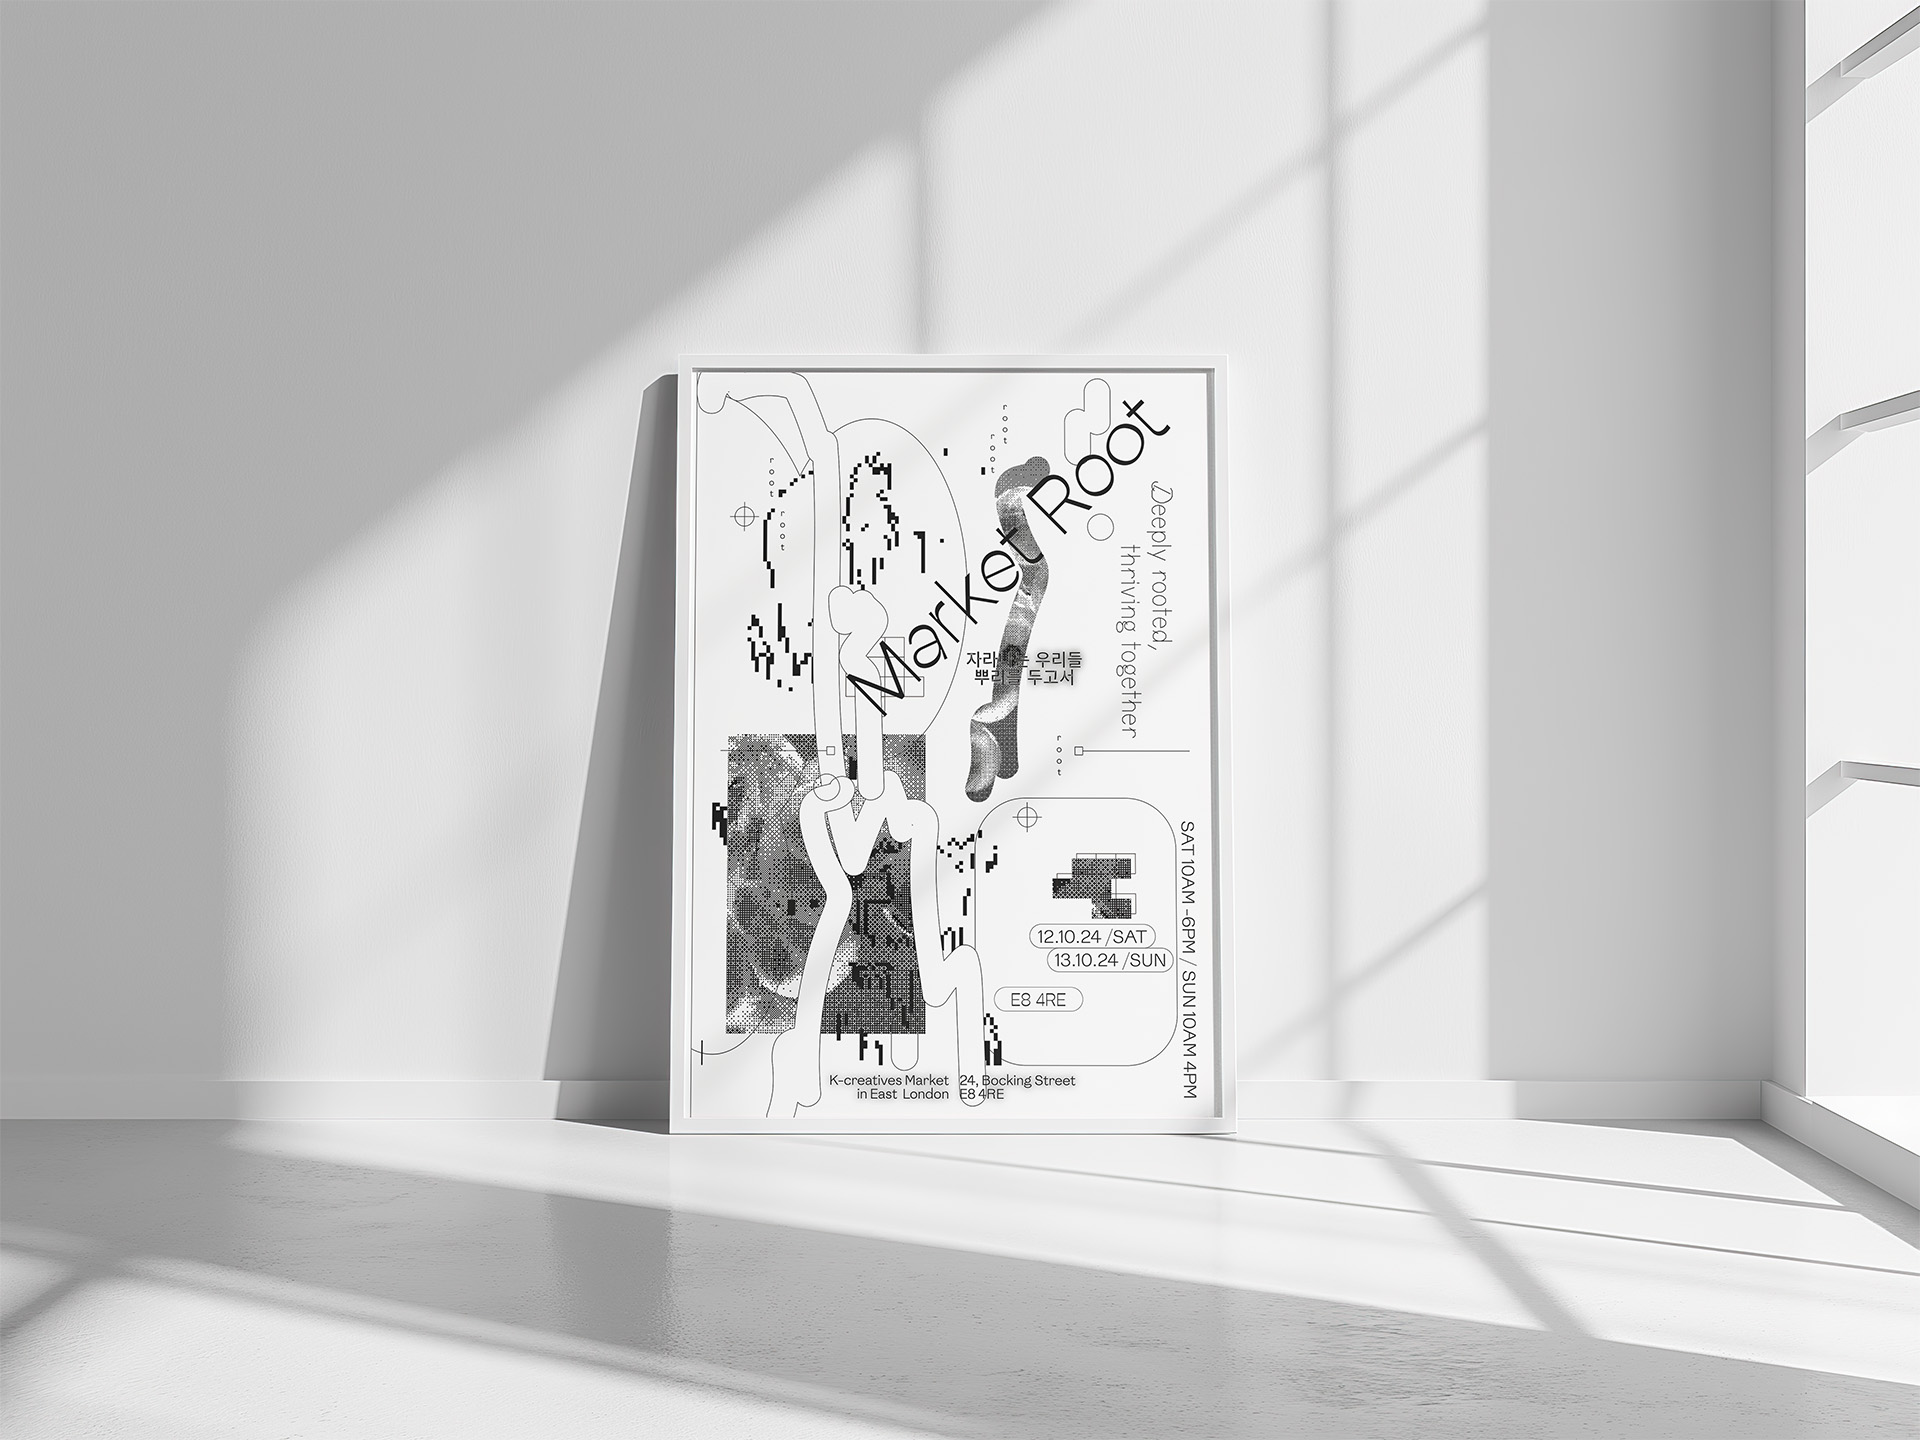 root
root
root
root
Market Root
Deeply rooted,
thriving together
자라나는 우리들
뿌리를 두고서
root
12.10.24 /SAT
13.10.24 /SUN
E8 4RE
SAT 10AM -6PM / SUN 10AM 4PM
K-creatives Market
in East London
24, Bocking Street
E8 4RE